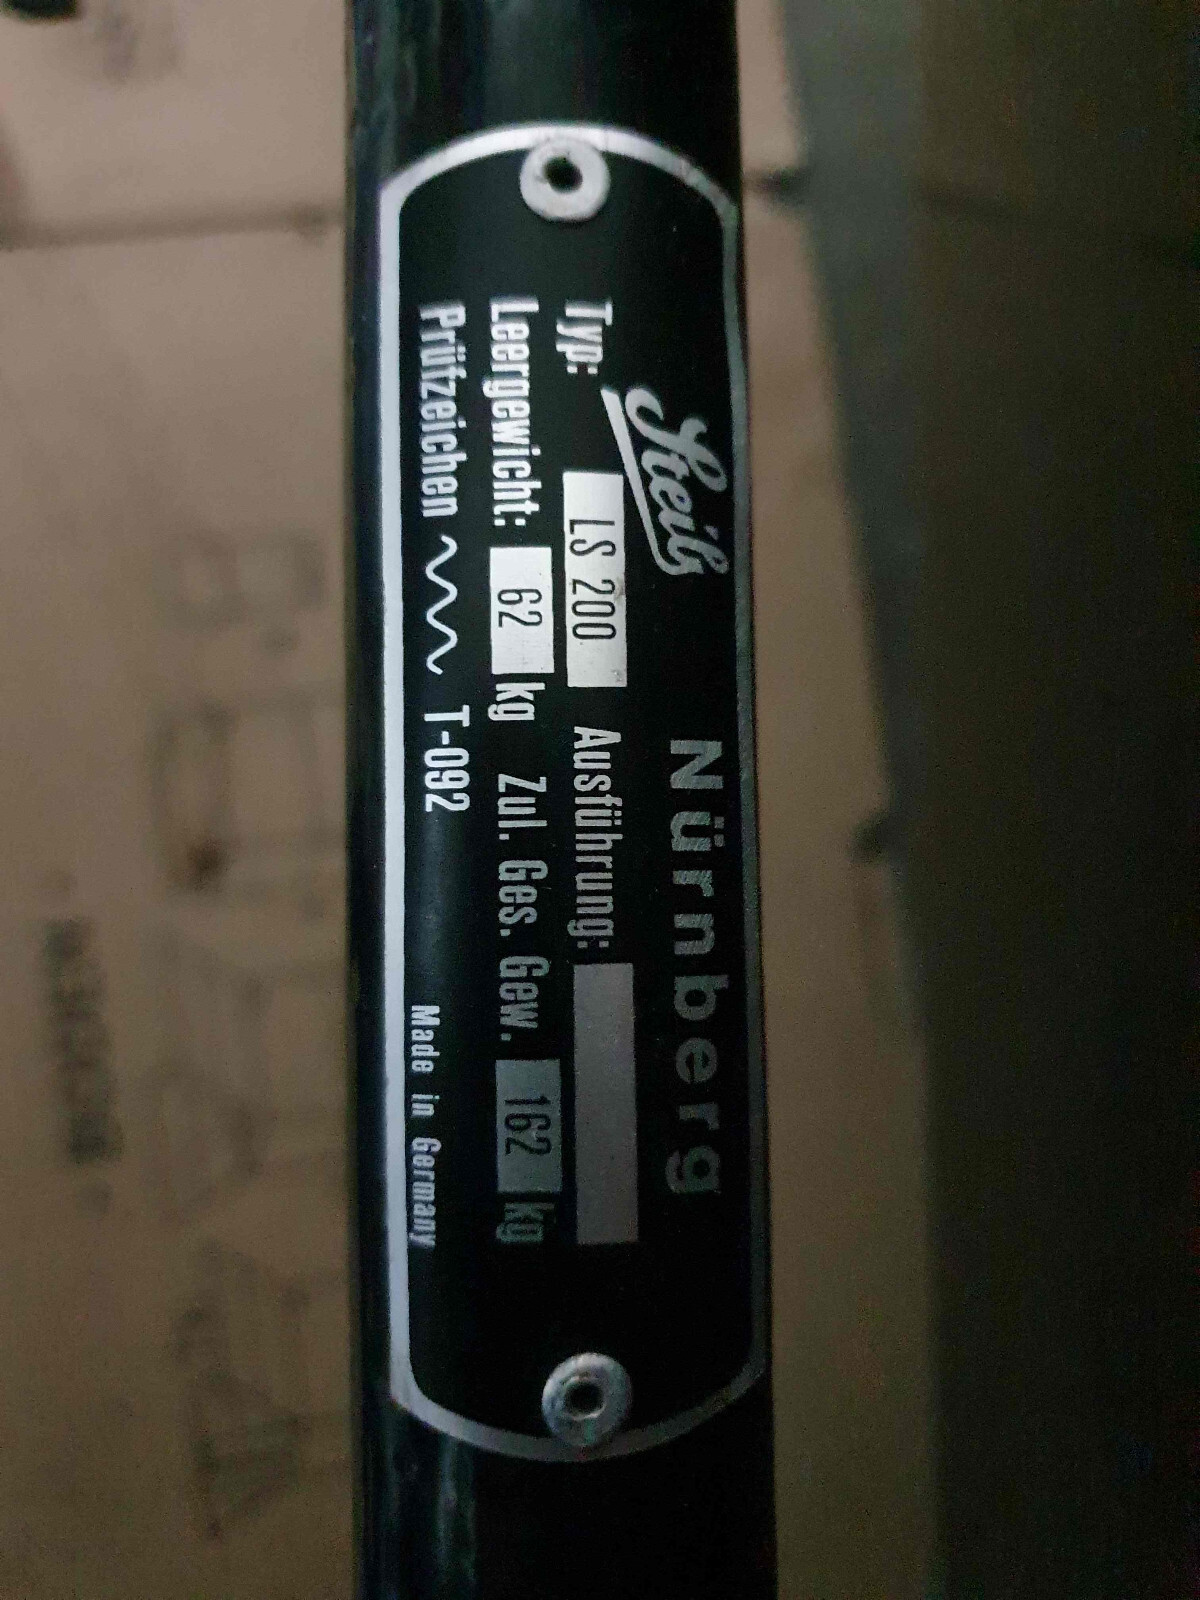 Steib Nürnberg
Typ: LS 200 Ausführung:
Leergewicht: 62 kg Zul. Ges. Gew. 162 kg
Prüfzeichen ~~~ T-092 Made in Germany